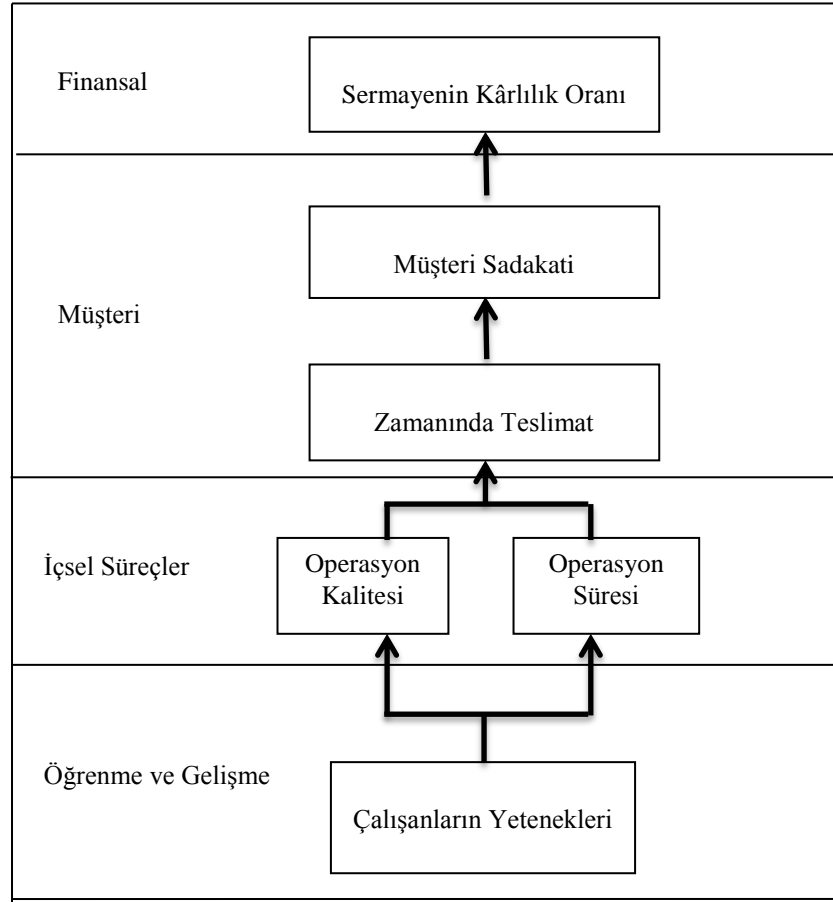 Finansal
Sermayenin Kârlılık Oranı
Müşteri
Müşteri Sadakati
Zamanında Teslimat
İçsel Süreçler
Operasyon
Kalitesi
Operasyon
Süresi
Öğrenme ve Gelişme
Çalışanların Yetenekleri